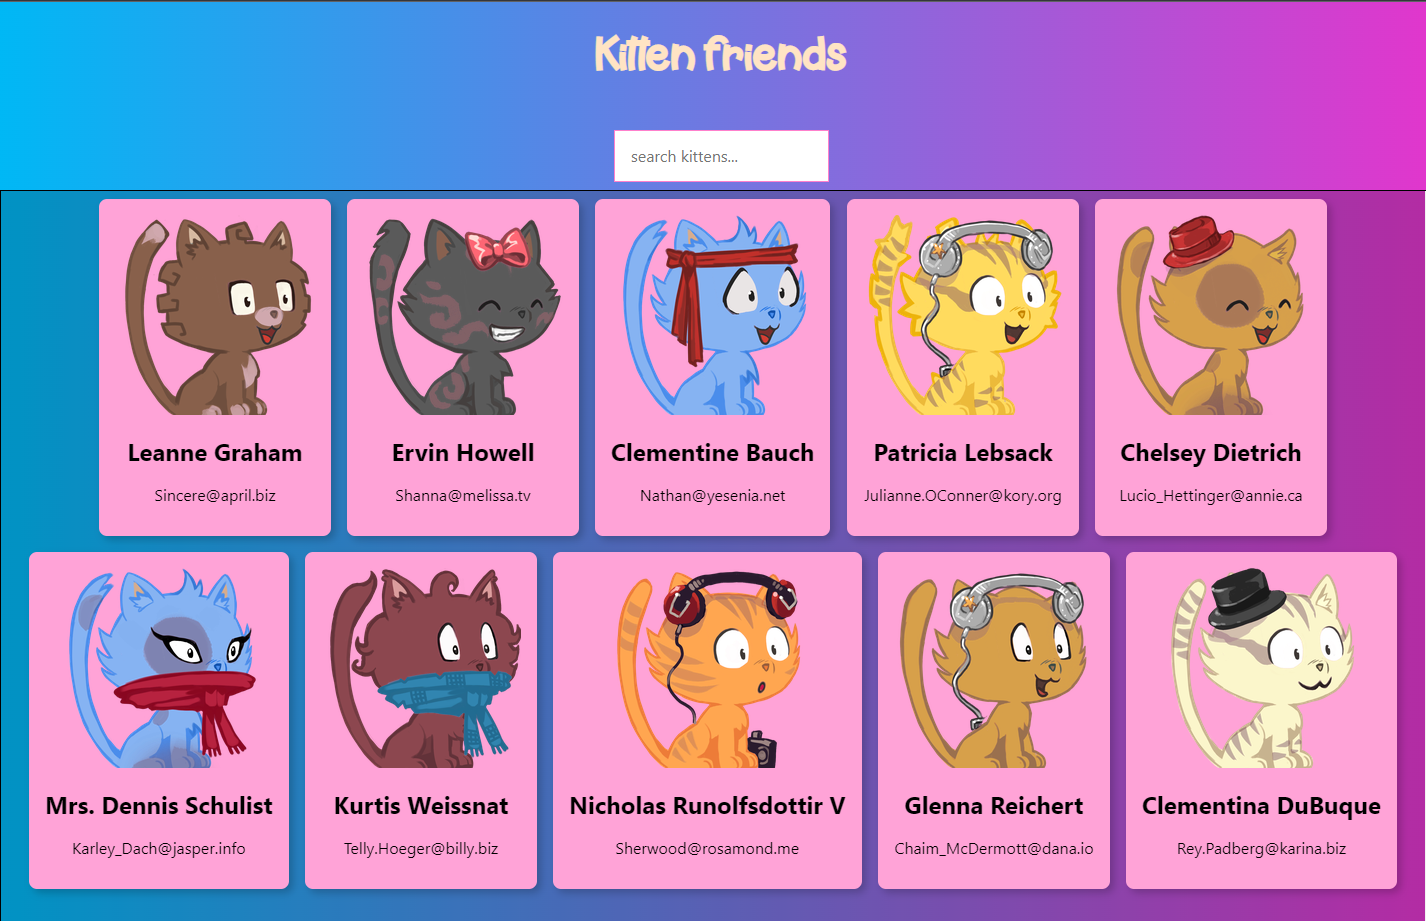 Kitten friends
search kittens...
Leanne Graham
Sincere@april.biz
Ervin Howell
Shanna@melissa.tv
Clementine Bauch
Nathan@yesenia.net
Patricia Lebsack
Julianne.OConner@kory.org
Chelsey Dietrich
Lucio_Hettinger@annie.ca
Mrs. Dennis Schulist
Karley_Dach@jasper.info
Kurtis Weissnat
Telly.Hoeger@billy.biz
Nicholas Runolfsdottir V
Sherwood@rosamond.me
Glenna Reichert
Chaim_McDermott@dana.io
Clementina DuBuque
Rey.Padberg@karina.biz